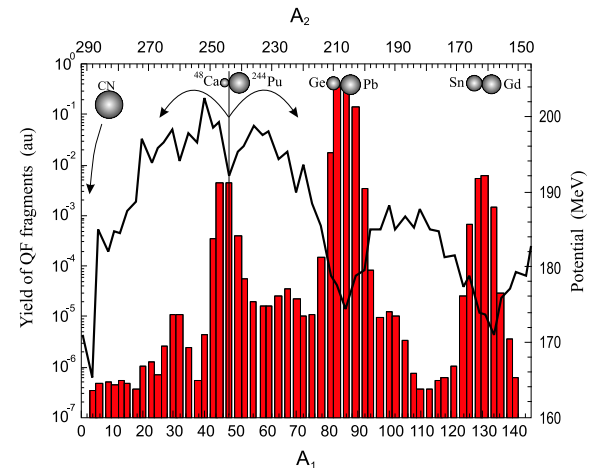 A₂
290 270 250 230 210 190 170 150
CN
⁴⁸Ca ²⁴⁴Pu
Ge Pb
Sn Gd
Yield of QF fragments (au)
10⁰
10⁻¹
10⁻²
10⁻³
10⁻⁴
10⁻⁵
10⁻⁶
10⁻⁷
200
190
180
170
160
Potential (MeV)
0 10 20 30 40 50 60 70 80 90 100 110 120 130 140
A₁